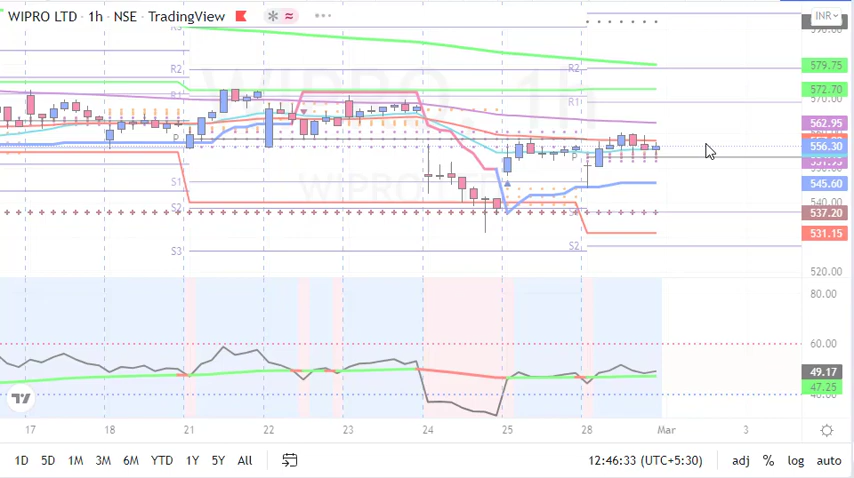 WIPRO LTD · 1h · NSE · TradingView
INR
R3
R2
579.75
572.70
R1
R1
R2
570.00
562.95
P
P
556.30
S1
545.60
S2
540.00
537.20
531.15
S3
S2
520.00
80.00
60.00
49.17
47.25
40.00
17 18 21 22 23 24 25 28 Mar 3
1D 5D 1M 3M 6M YTD 1Y 5Y All 12:46:33 (UTC+5:30) adj % log auto